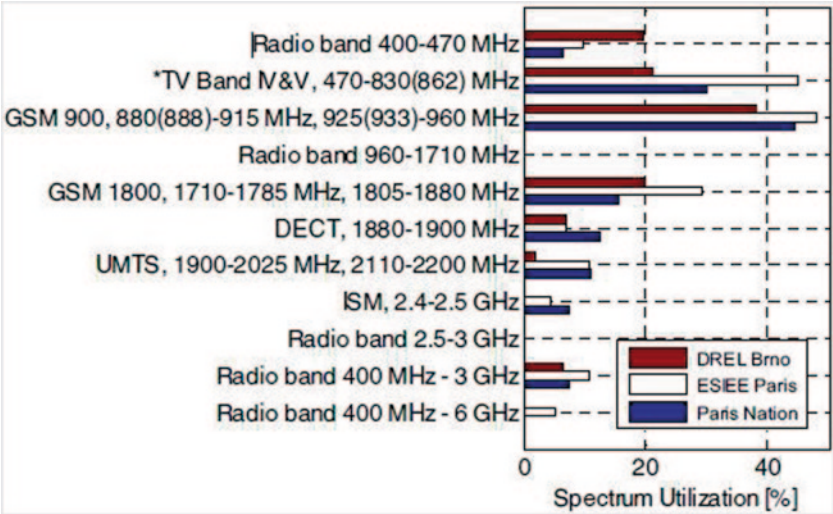 Radio band 400-470 MHz
*TV Band IV&V, 470-830(862) MHz
GSM 900, 880(888)-915 MHz, 925(933)-960 MHz
Radio band 960-1710 MHz
GSM 1800, 1710-1785 MHz, 1805-1880 MHz
DECT, 1880-1900 MHz
UMTS, 1900-2025 MHz, 2110-2200 MHz
ISM, 2.4-2.5 GHz
Radio band 2.5-3 GHz
Radio band 400 MHz - 3 GHz
Radio band 400 MHz - 6 GHz
DREL Brno
ESIEE Paris
Paris Nation
0 20 40
Spectrum Utilization [%]